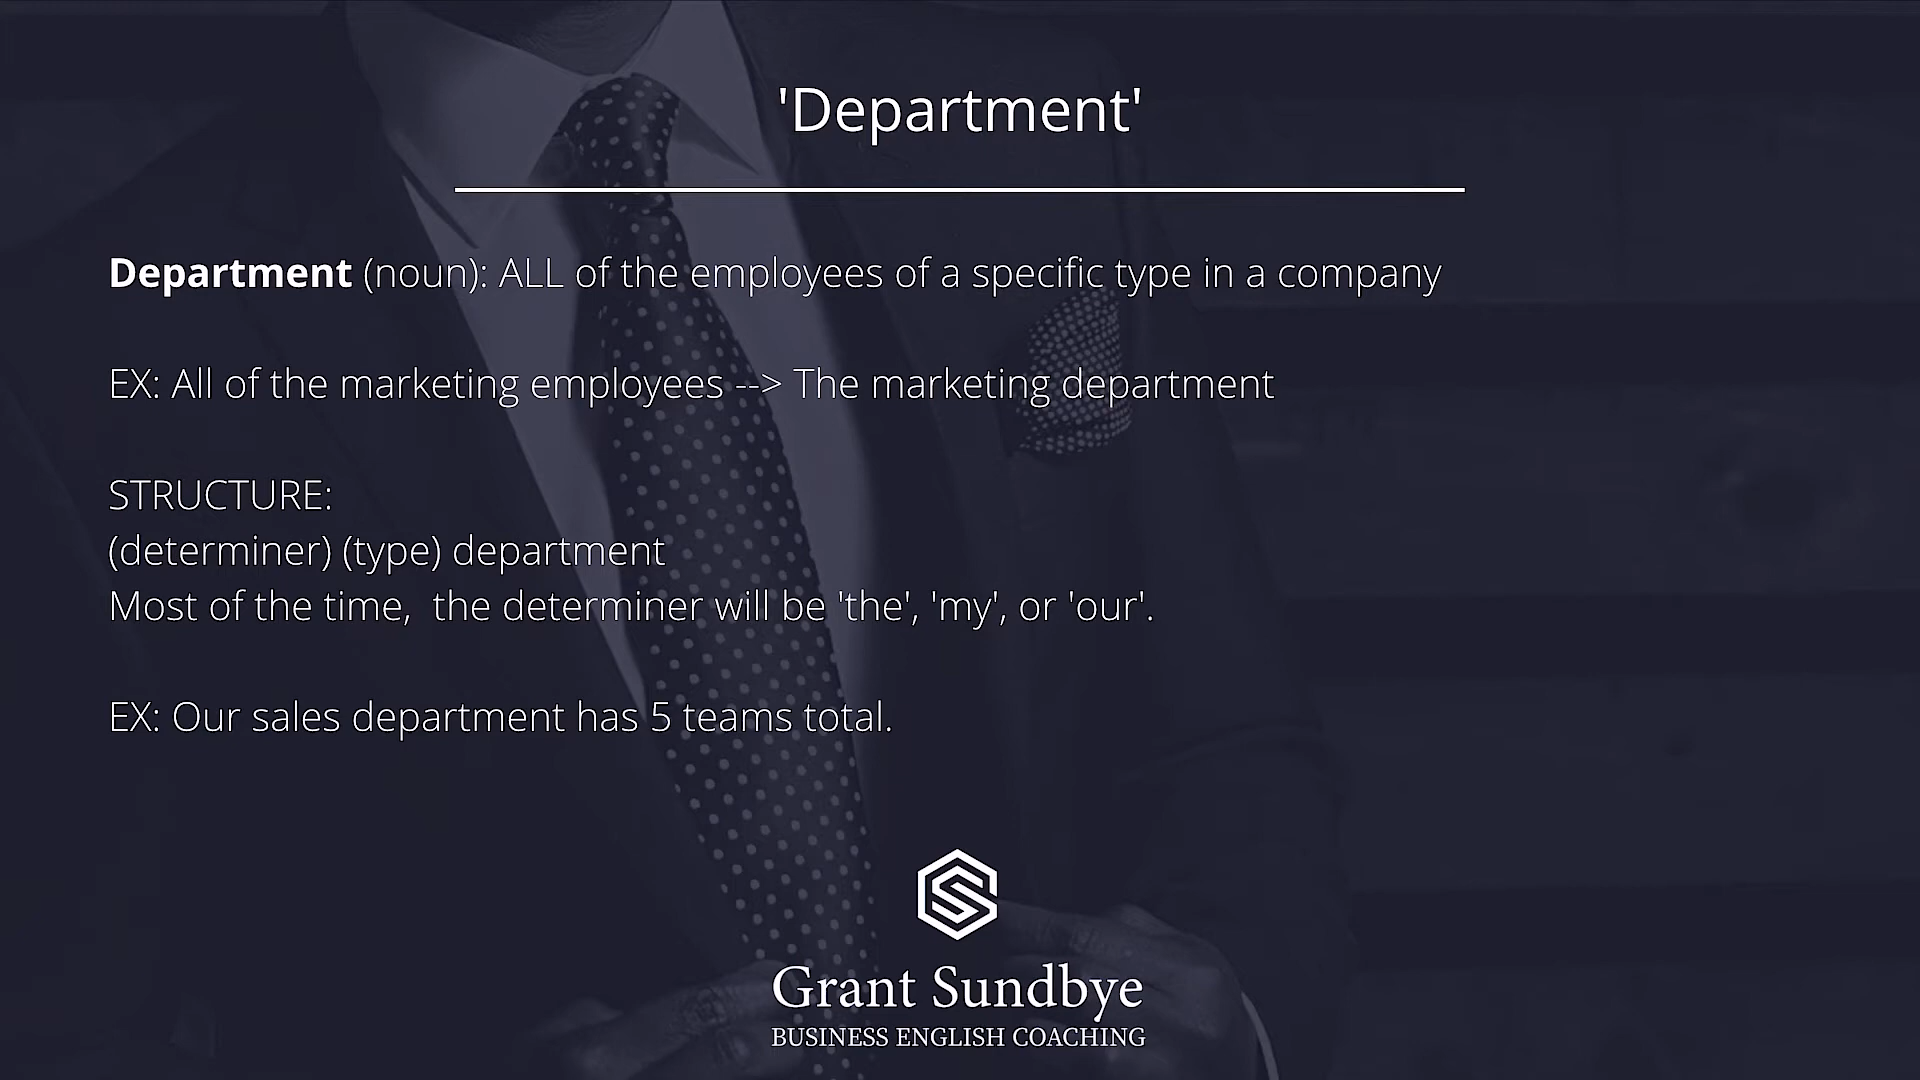 'Department'
Department (noun): ALL of the employees of a specific type in a company
EX: All of the marketing employees --> The marketing department
STRUCTURE:
(determiner) (type) department
Most of the time,  the determiner will be 'the', 'my', or 'our'.
EX: Our sales department has 5 teams total.
Grant Sundbye
BUSINESS ENGLISH COACHING